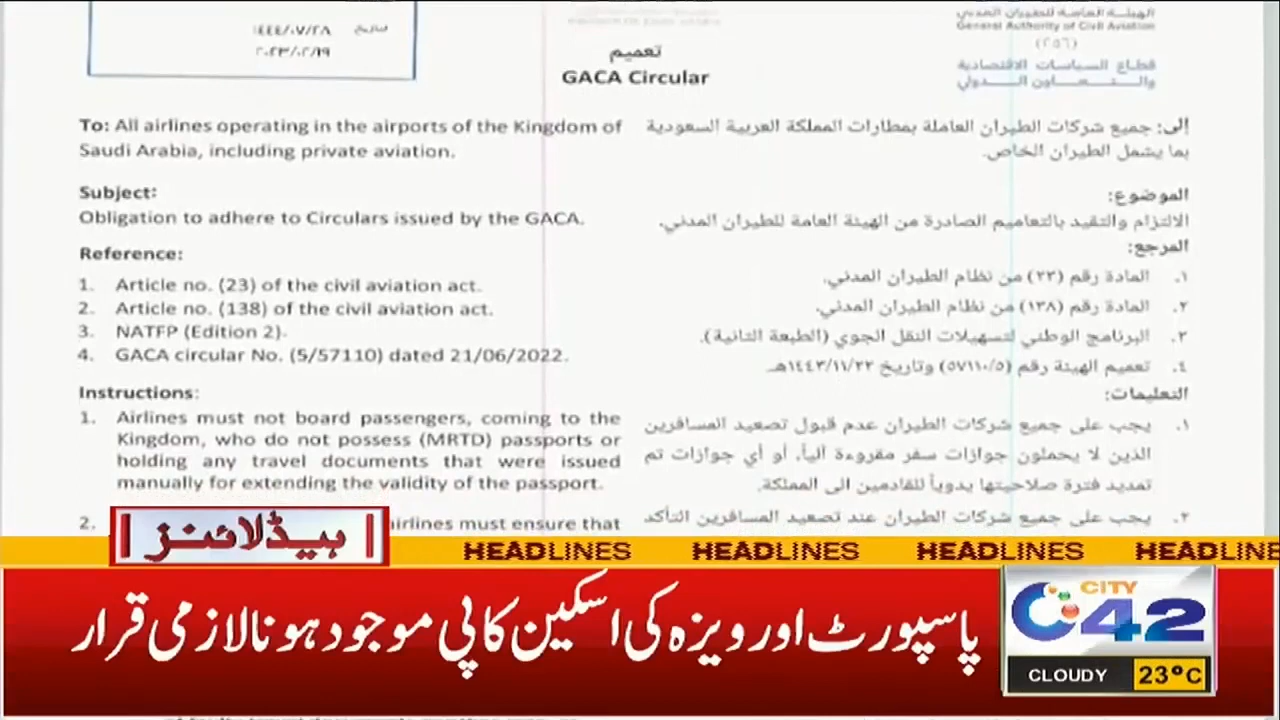 الهيئة العامة للطيران المدني
General Authority of Civil Aviation
(٢٥٦)
قطاع السياسات الاقتصادية
والتعاون الدولي
تاريخ ١٤٤٤/٠٧/٢٨
٢٠٢٣/٠٢/١٩
تعميم
GACA Circular
To: All airlines operating in the airports of the Kingdom of
Saudi Arabia, including private aviation.
Subject:
Obligation to adhere to Circulars issued by the GACA.
Reference:
1. Article no. (23) of the civil aviation act.
2. Article no. (138) of the civil aviation act.
3. NATFP (Edition 2).
4. GACA circular No. (5/57110) dated 21/06/2022.
Instructions:
1. Airlines must not board passengers, coming to the
Kingdom, who do not possess (MRTD) passports or
holding any travel documents that were issued
manually for extending the validity of the passport.
2. airlines must ensure that
إلى: جميع شركات الطيران العاملة بمطارات المملكة العربية السعودية
بما يشمل الطيران الخاص.
الموضوع:
الالتزام والتقيد بالتعاميم الصادرة من الهيئة العامة للطيران المدني.
المرجع:
١. المادة رقم (٢٣) من نظام الطيران المدني.
٢. المادة رقم (١٣٨) من نظام الطيران المدني.
٣. البرنامج الوطني لتسهيلات النقل الجوي (الطبعة الثانية).
٤. تعميم الهيئة رقم (٥٧١١٠/٥) وتاريخ ١٤٤٣/١١/٢٢هـ
التعليمات:
١. يجب على جميع شركات الطيران عدم قبول تصعيد المسافرين
الذين لا يحملون جوازات سفر مقروءة آلياً، أو أي جوازات تم
تمديد فترة صلاحيتها يدوياً للقادمين الى المملكة.
٢. يجب على جميع شركات الطيران عند تصعيد المسافرين التأكد
ہیڈلائنز
HEADLINES HEADLINES HEADLINES HEADLINES
پاسپورٹ اور ویزہ کی اسکین کاپی موجود ہونا لازمی قرار
CITY
42
CLOUDY 23°C